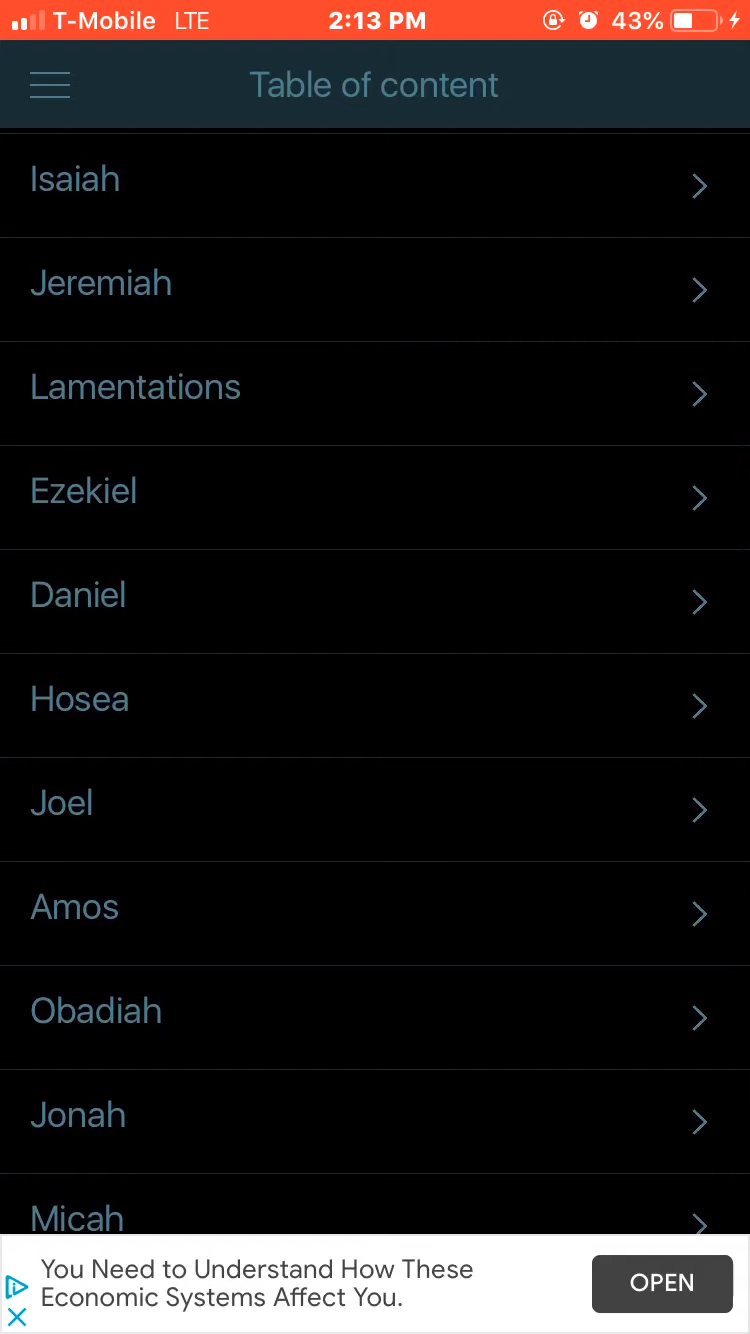 T-Mobile LTE 2:13 PM 43%
Table of content
Isaiah
Jeremiah
Lamentations
Ezekiel
Daniel
Hosea
Joel
Amos
Obadiah
Jonah
Micah
You Need to Understand How These
Economic Systems Affect You.
OPEN